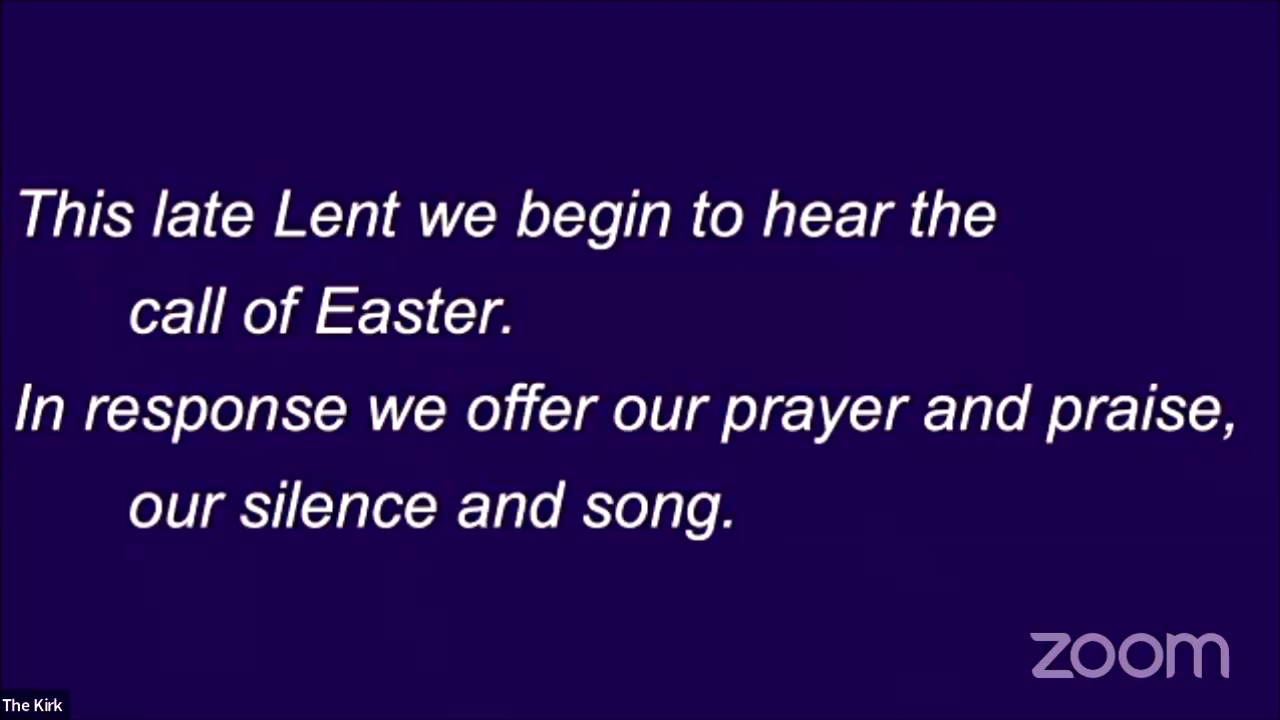 This late Lent we begin to hear the
call of Easter.
In response we offer our prayer and praise,
our silence and song.
zoom
The Kirk